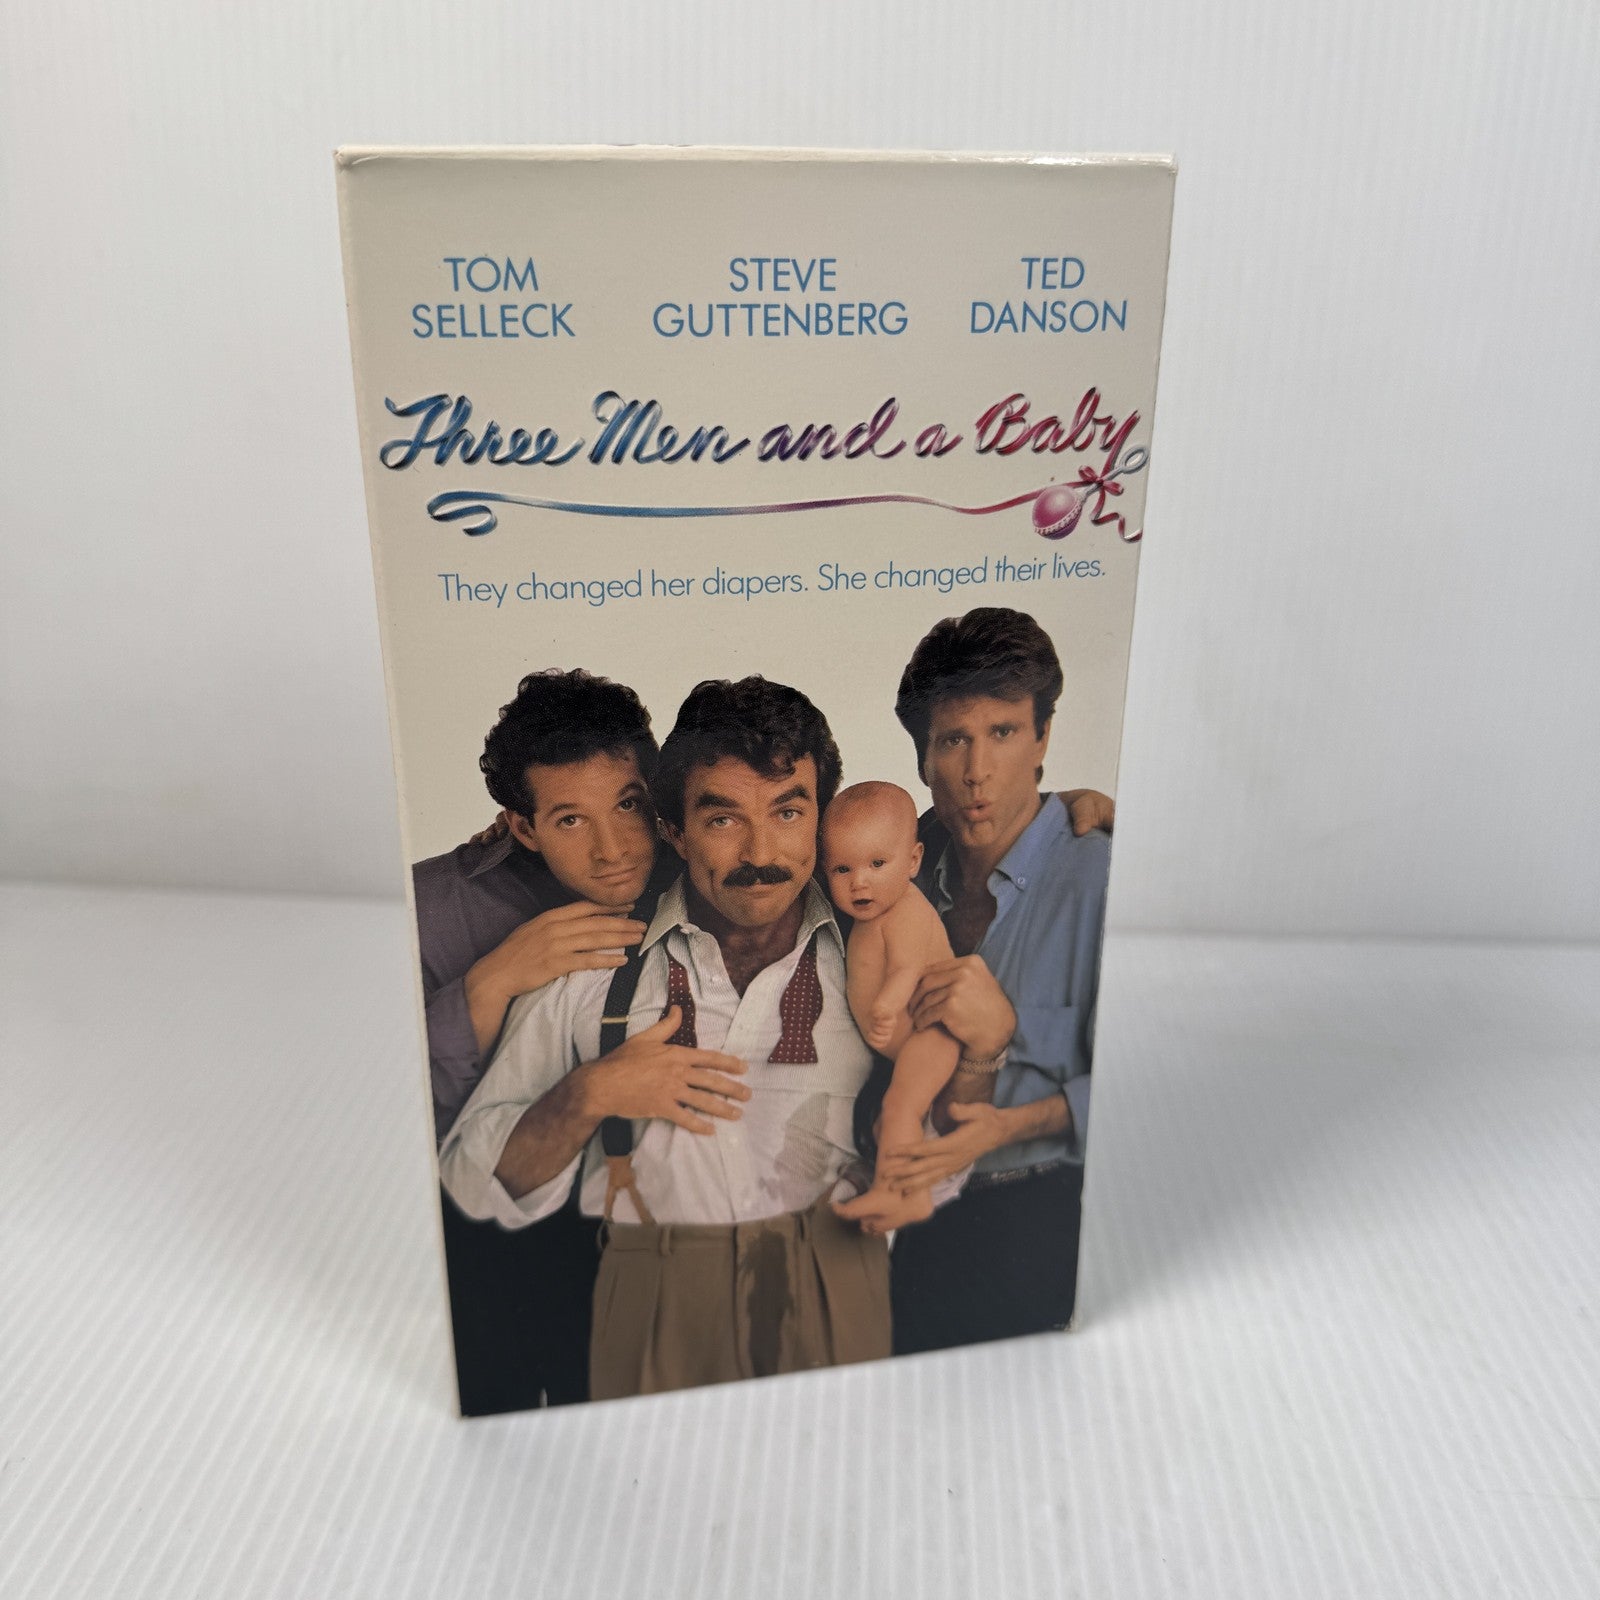 TOM STEVE TED
SELLECK GUTTENBERG DANSON
Three Men and a Baby
They changed her diapers. She changed their lives.